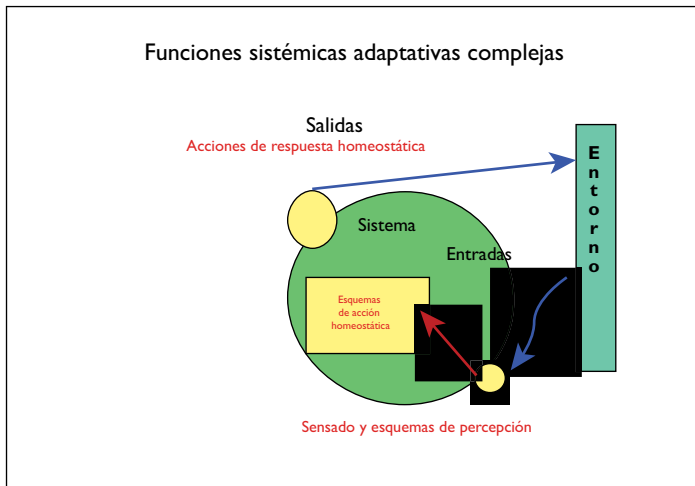 Funciones sistémicas adaptativas complejas
Salidas
Acciones de respuesta homeostática
Entorno
Sistema
Entradas
Esquemas
de acción
homeostática
Sensado y esquemas de percepción